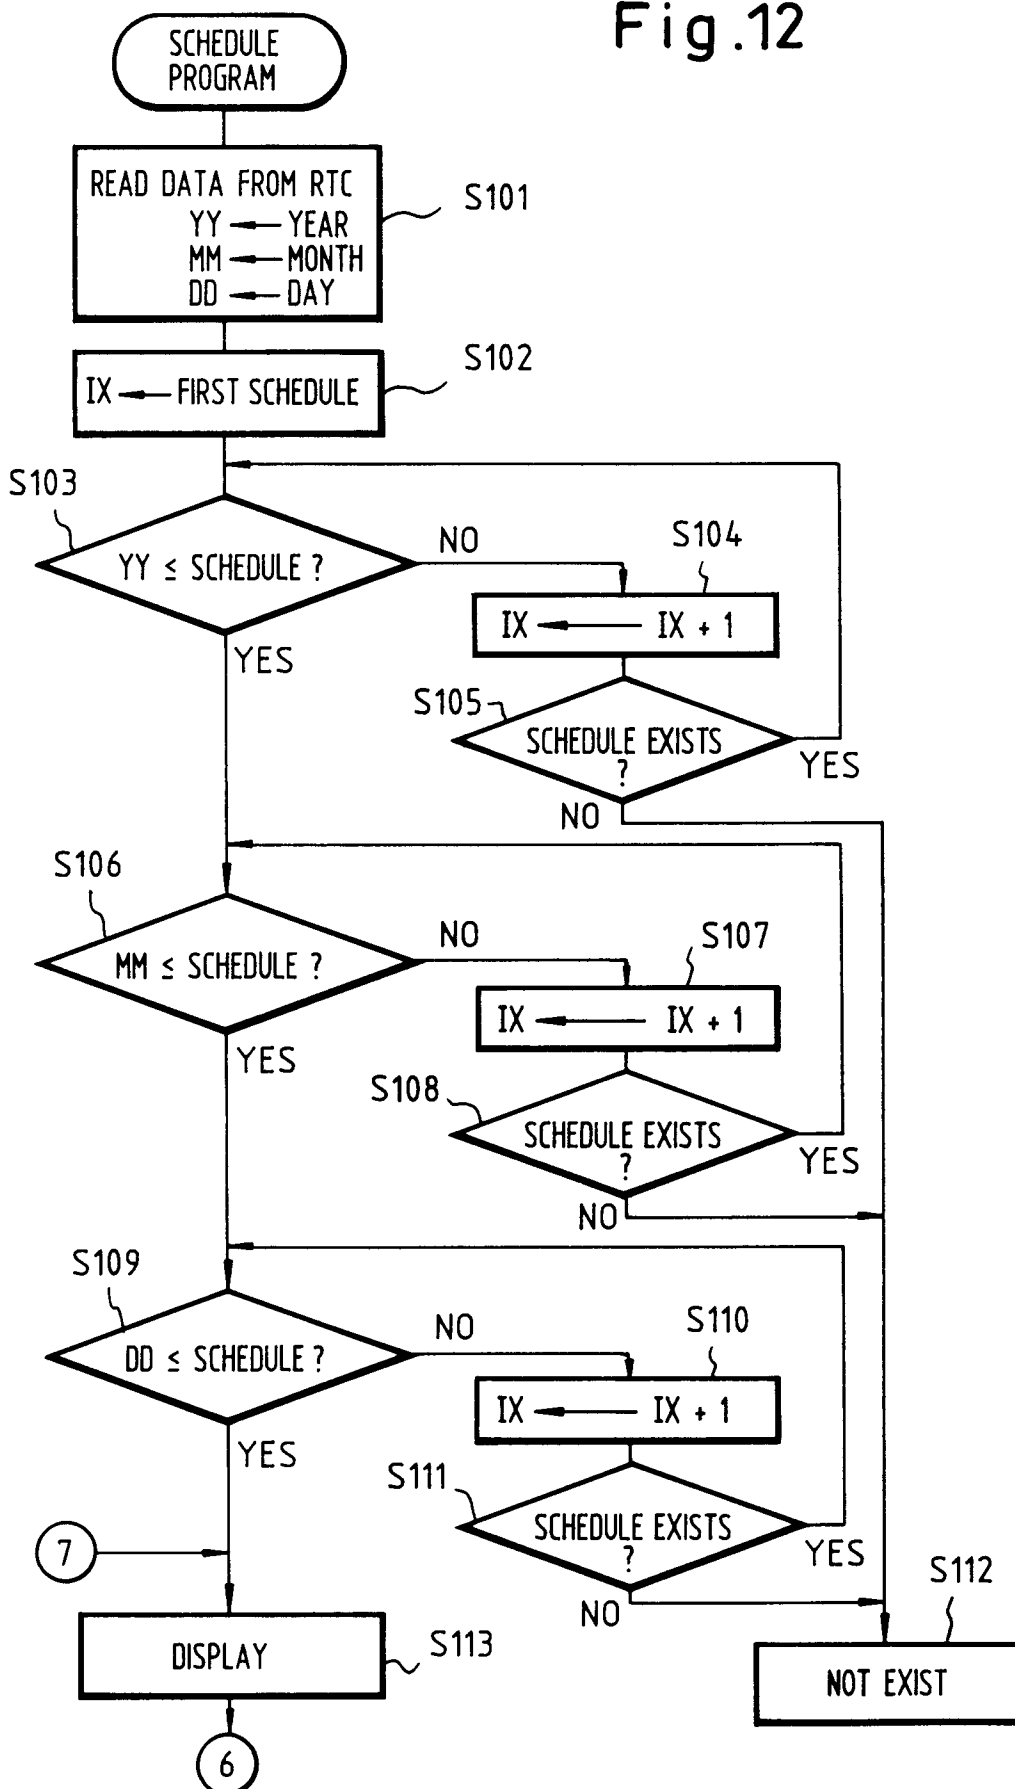 Fig.12
SCHEDULE
PROGRAM
READ DATA FROM RTC
YY ← YEAR
MM ← MONTH
DD ← DAY
S101
IX ← FIRST SCHEDULE
S102
S103
YY ≤ SCHEDULE ?
NO
YES
S104
IX ← IX + 1
S105
SCHEDULE EXISTS
?
YES
NO
S106
MM ≤ SCHEDULE ?
NO
YES
S107
IX ← IX + 1
S108
SCHEDULE EXISTS
?
YES
NO
S109
DD ≤ SCHEDULE ?
NO
YES
S110
IX ← IX + 1
S111
SCHEDULE EXISTS
?
YES
NO
7
S112
NOT EXIST
DISPLAY
S113
6